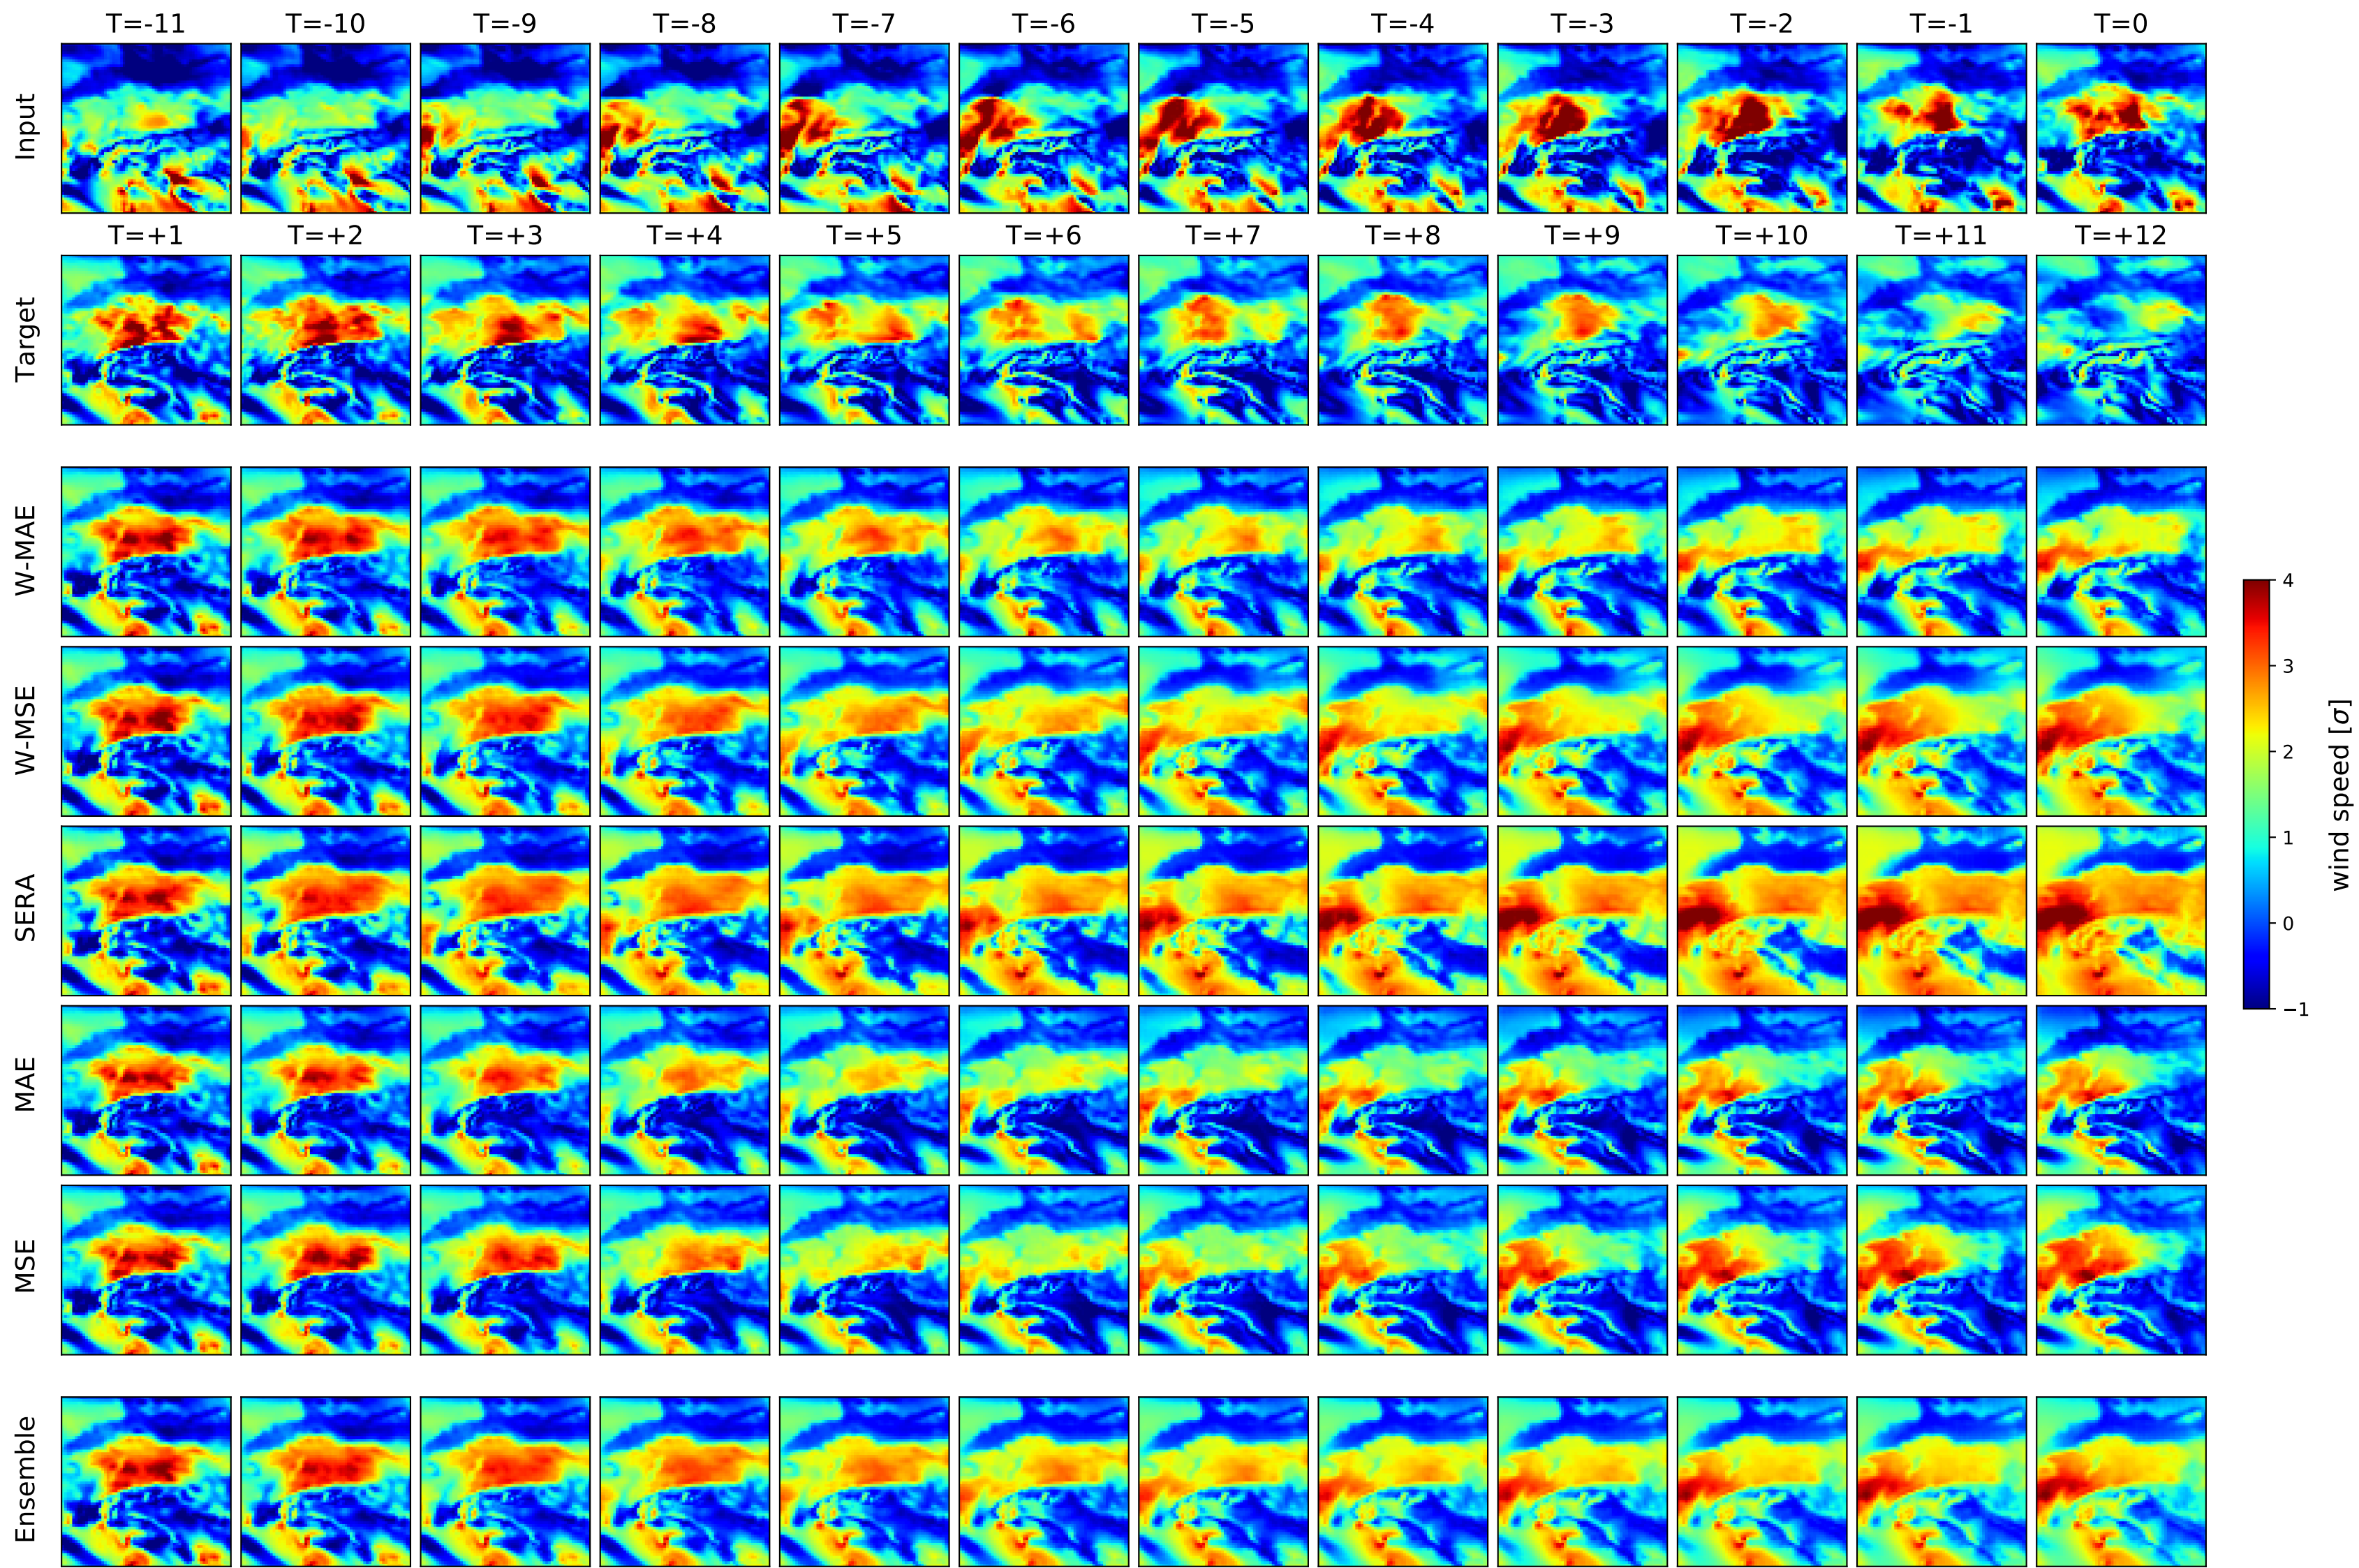 T=-11 T=-10 T=-9 T=-8 T=-7 T=-6 T=-5 T=-4 T=-3 T=-2 T=-1 T=0
Input
T=+1 T=+2 T=+3 T=+4 T=+5 T=+6 T=+7 T=+8 T=+9 T=+10 T=+11 T=+12
Target
W-MAE
W-MSE
SERA
MAE
MSE
Ensemble
4
3
2
1
0
−1
wind speed [σ]